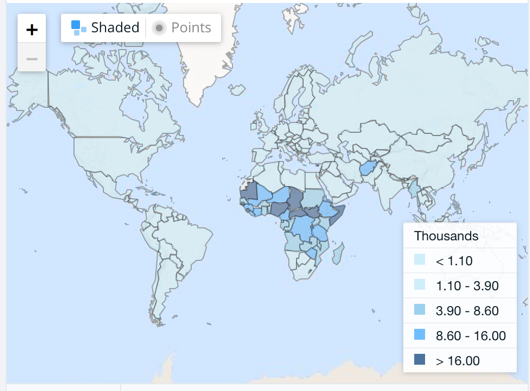 +
Shaded
Points
−
Thousands
< 1.10
1.10 - 3.90
3.90 - 8.60
8.60 - 16.00
> 16.00